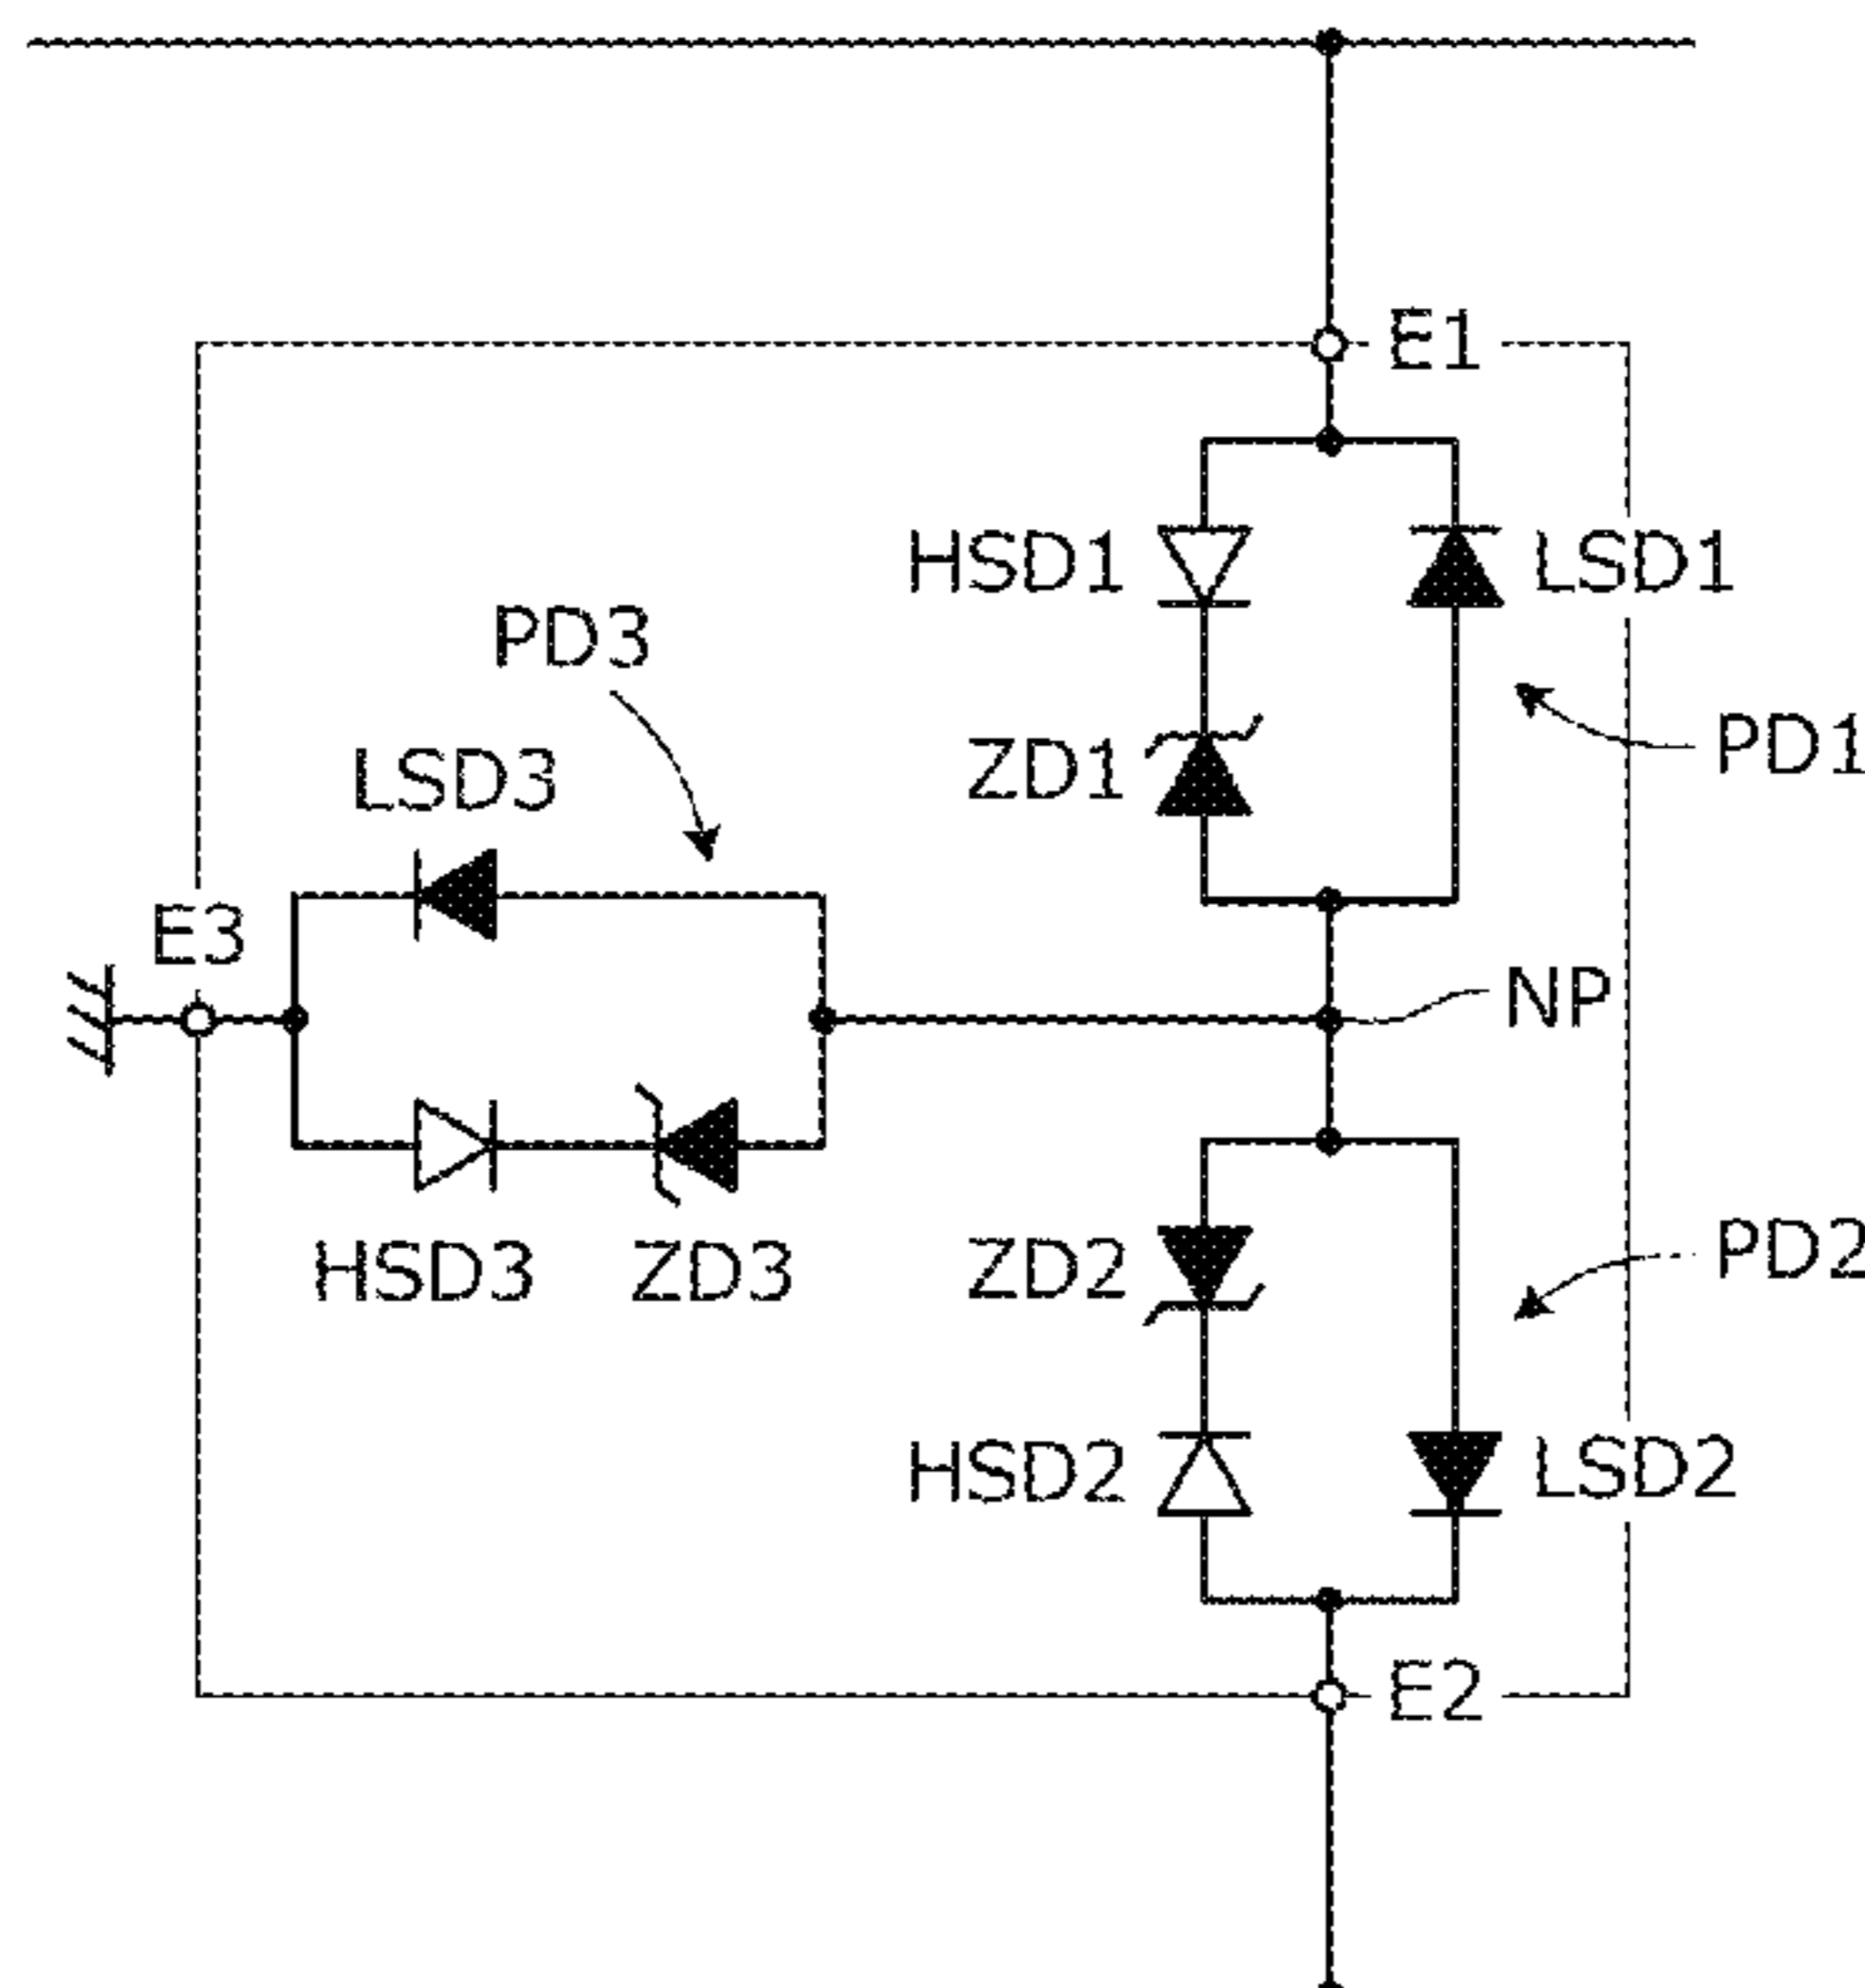 E1
HSD1
LSD1
PD3
PD1
ZD1
LSD3
E3
NP
PD2
HSD3
ZD3
ZD2
HSD2
LSD2
E2